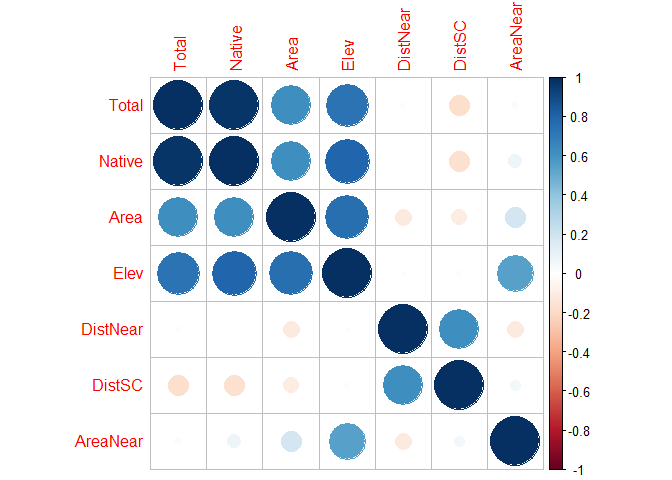 Total
Native
Area
Elev
DistNear
DistSC
AreaNear
Total
Native
Area
Elev
DistNear
DistSC
AreaNear
1
0.8
0.6
0.4
0.2
0
-0.2
-0.4
-0.6
-0.8
-1